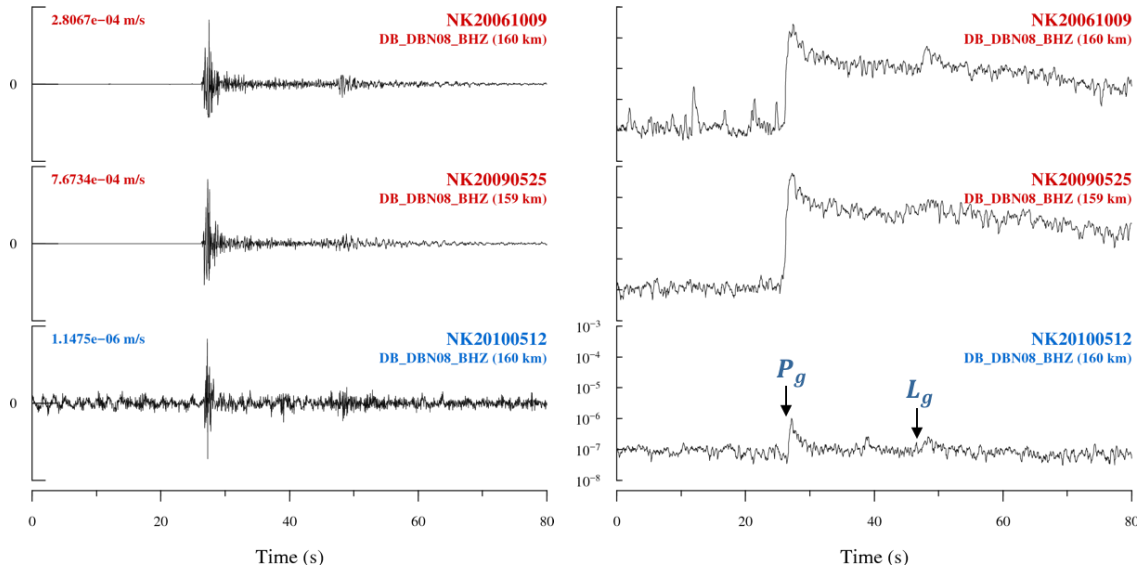 2.8067e−04 m/s
NK20061009
DB_DBN08_BHZ (160 km)
0
NK20061009
DB_DBN08_BHZ (160 km)
7.6734e−04 m/s
NK20090525
DB_DBN08_BHZ (159 km)
0
NK20090525
DB_DBN08_BHZ (159 km)
1.1475e−06 m/s
NK20100512
DB_DBN08_BHZ (160 km)
0
10⁻³
10⁻⁴
10⁻⁵
10⁻⁶
10⁻⁷
10⁻⁸
NK20100512
DB_DBN08_BHZ (160 km)
P_g
L_g
0 20 40 60 80
Time (s)
0 20 40 60 80
Time (s)